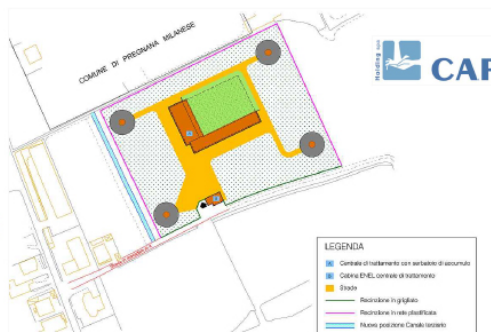 COMUNE DI PREGNANA MILANESE
Holding
CAP
LEGENDA
Centrale di trattamento con serbatoio di accumulo
Cabina ENEL centrale di trattamento
Strade
Recinzione in grigliato
Recinzione in rete plastificata
Nuova posizione Canale terziario